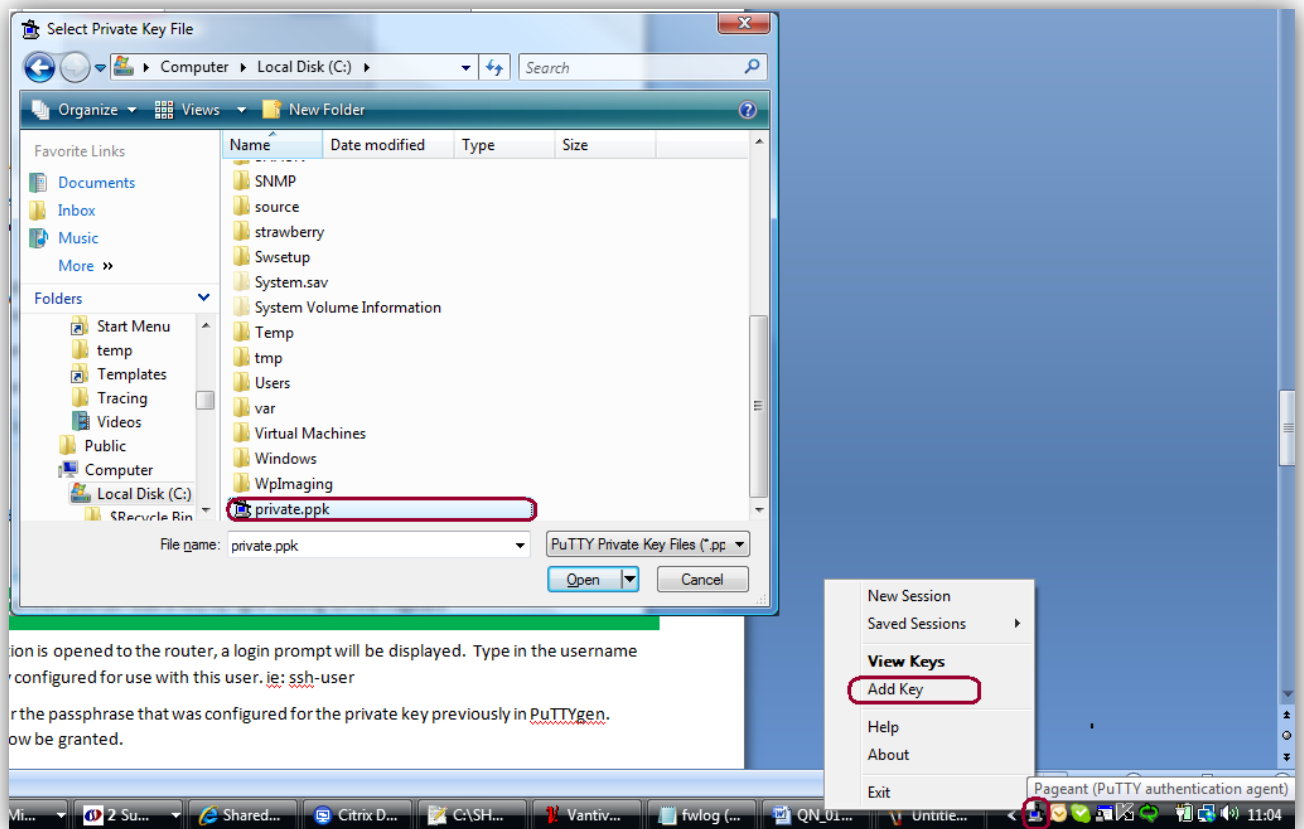 Select Private Key File
Computer Local Disk (C:)
Search
Organize Views New Folder
Favorite Links
Documents
Inbox
Music
More »
Folders
Start Menu
temp
Templates
Tracing
Videos
Public
Computer
Local Disk (C:)
$Recycle Bin
Name Date modified Type Size
SNMP
source
strawberry
Swsetup
System.sav
System Volume Information
Temp
tmp
Users
var
Virtual Machines
Windows
WpImaging
private.ppk
File name: private.ppk
PuTTY Private Key Files (*.pp
Open Cancel
ion is opened to the router, a login prompt will be displayed. Type in the username
configured for use with this user. ie: ssh-user
r the passphrase that was configured for the private key previously in PuTTYgen.
ow be granted.
New Session
Saved Sessions
View Keys
Add Key
Help
About
Exit
Pageant (PuTTY authentication agent)
Mi... 2 Su... Shared... Citrix D... C:\SH... Vantiv... fwlog (... QN_01... Untitle... < 11:04